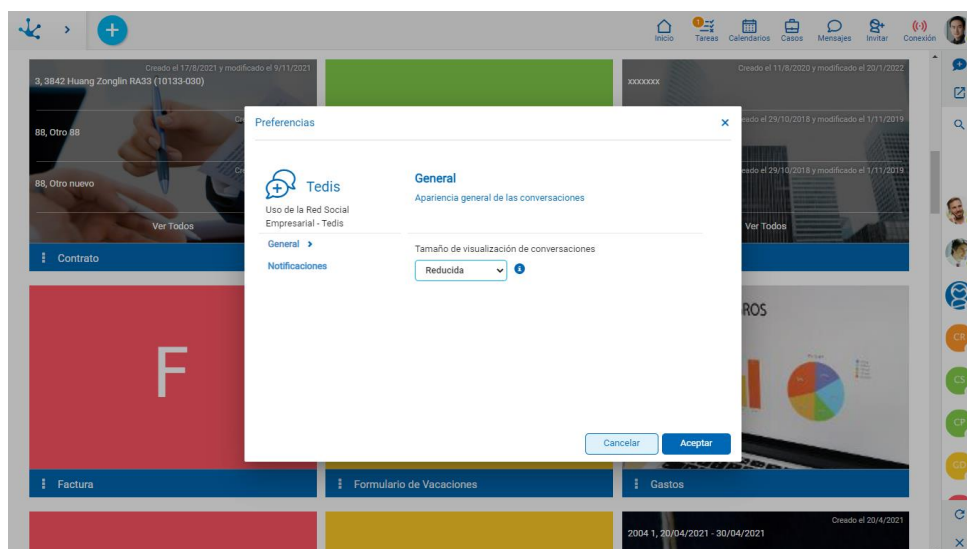 Inicio
1
Tareas
Calendarios
Casos
Mensajes
Invitar
Conexión
Creado el 17/8/2021 y modificado el 9/11/2021
3, 3842 Huang Zonglin RA33 (10133-030)
88, Otro 88
88, Otro nuevo
Ver Todos
Contrato
Creado el 11/8/2020 y modificado el 20/1/2022
xxxxxxx
eado el 29/10/2018 y modificado el 1/11/2019
eado el 29/10/2018 y modificado el 1/11/2019
Ver Todos
Preferencias
Tedis
Uso de la Red Social
Empresarial - Tedis
General
Notificaciones
General
Apariencia general de las conversaciones
Tamaño de visualización de conversaciones
Reducida
Cancelar
Aceptar
F
Factura
Formulario de Vacaciones
ROS
Gastos
CR
CS
CP
GD
Creado el 20/4/2021
2004 1, 20/04/2021 - 30/04/2021